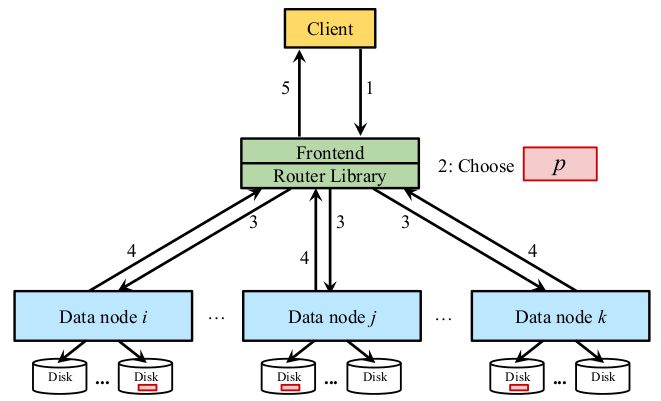 Client
5
1
Frontend
Router Library
2: Choose p
4
3
4
3
3
4
Data node i
...
Data node j
...
Data node k
Disk
...
Disk
Disk
...
Disk
Disk
...
Disk